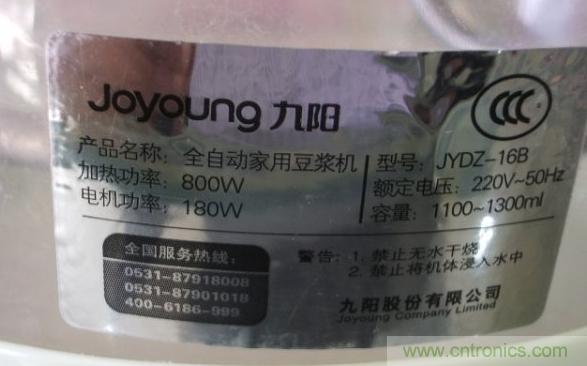 Joyoung 九阳
CCC
产品名称: 全自动家用豆浆机
加热功率: 800W
电机功率: 180W
型号: JYDZ-16B
额定电压: 220V~50Hz
容量: 1100~1300ml
全国服务热线:
0531-87918008
0531-87901018
400-6186-999
警告: 1. 禁止无水干烧
2. 禁止将机体浸入水中
九阳股份有限公司
Joyoung Company Limited
www.cntronics.com